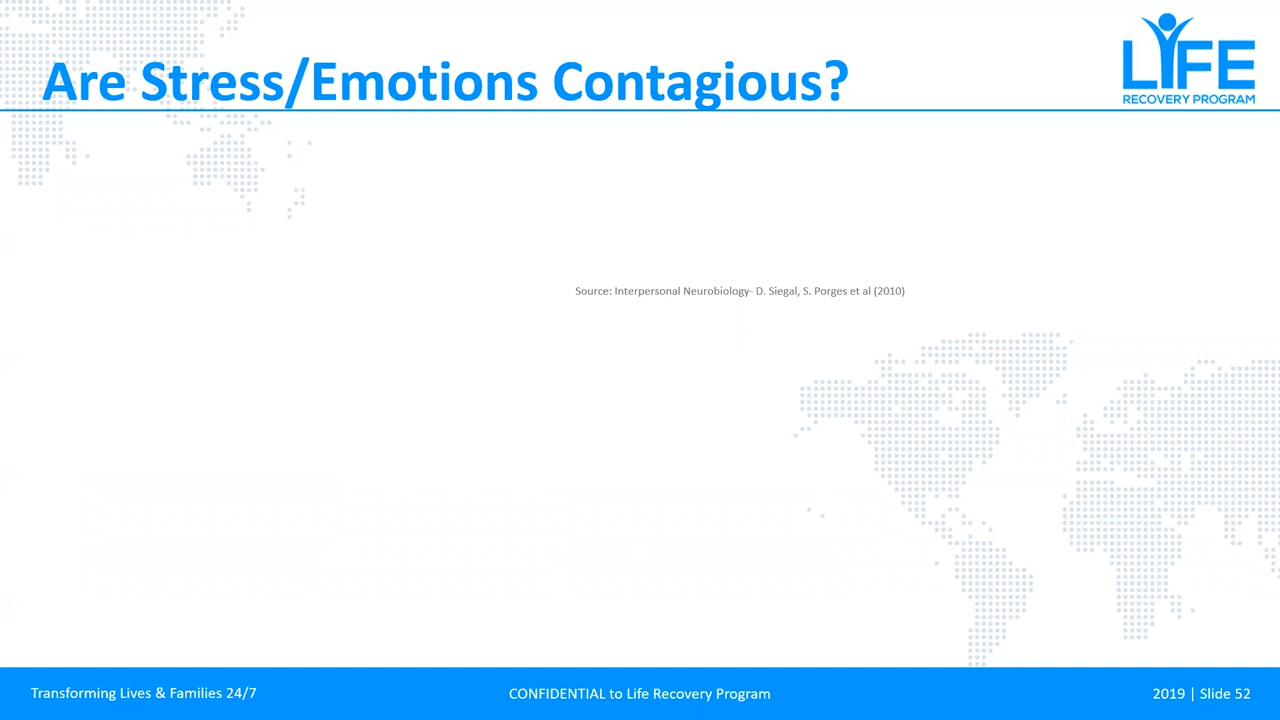 Are Stress/Emotions Contagious?
LIFE
RECOVERY PROGRAM
Source: Interpersonal Neurobiology- D. Siegal, S. Porges et al (2010)
Transforming Lives & Families 24/7
CONFIDENTIAL to Life Recovery Program
2019 | Slide 52